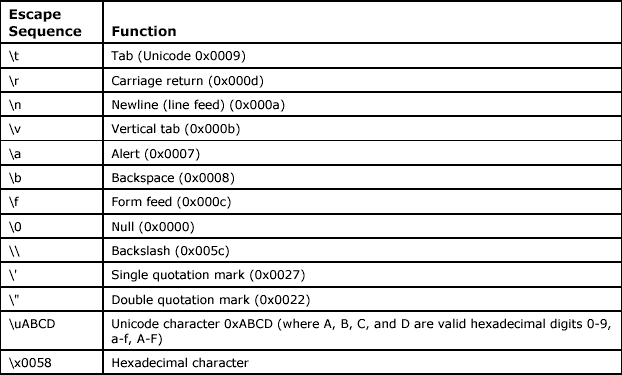 Escape Sequence	Function
\t	Tab (Unicode 0x0009)
\r	Carriage return (0x000d)
\n	Newline (line feed) (0x000a)
\v	Vertical tab (0x000b)
\a	Alert (0x0007)
\b	Backspace (0x0008)
\f	Form feed (0x000c)
\0	Null (0x0000)
\\	Backslash (0x005c)
\'	Single quotation mark (0x0027)
\"	Double quotation mark (0x0022)
\uABCD	Unicode character 0xABCD (where A, B, C, and D are valid hexadecimal digits 0-9,
a-f, A-F)
\x0058	Hexadecimal character